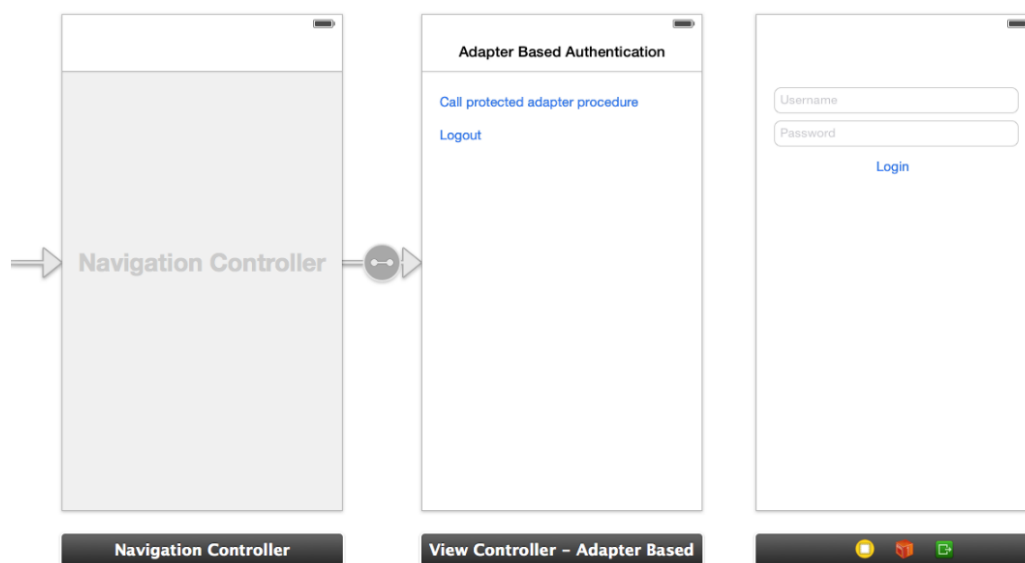 Adapter Based Authentication
Call protected adapter procedure
Logout
Username
Password
Login
Navigation Controller
Navigation Controller
View Controller – Adapter Based